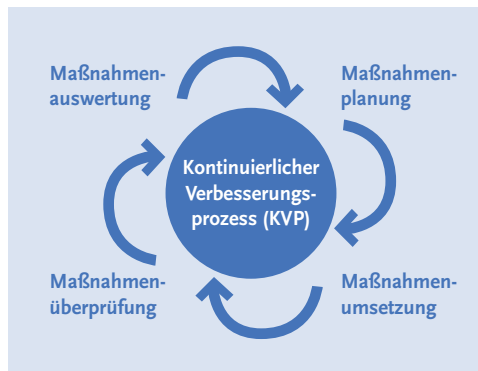 Maßnahmen-
auswertung
Maßnahmen-
planung
Kontinuierlicher
Verbesserungs-
prozess (KVP)
Maßnahmen-
überprüfung
Maßnahmen-
umsetzung